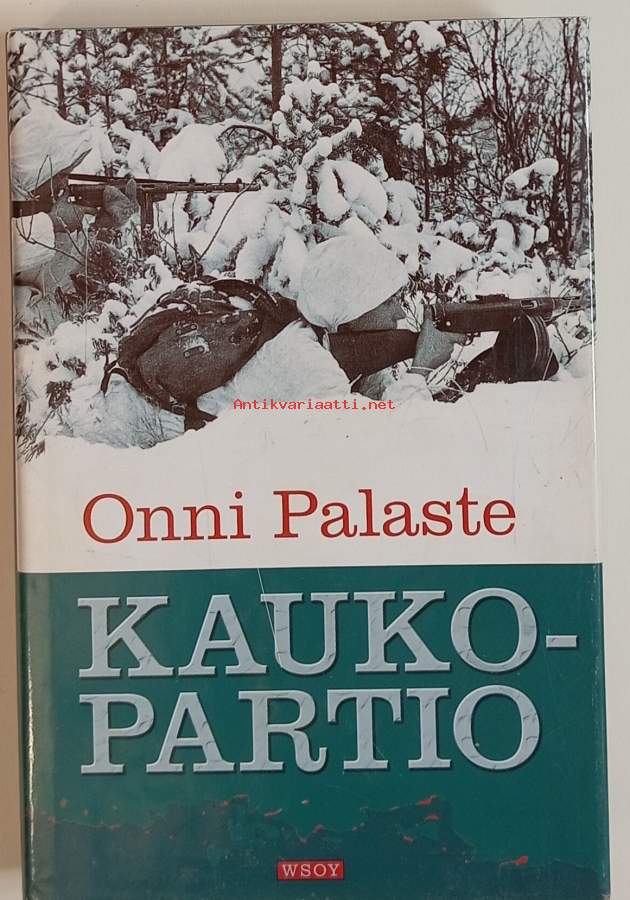 Antikvariaatti.net
Onni Palaste
KAUKO-
PARTIO
WSOY